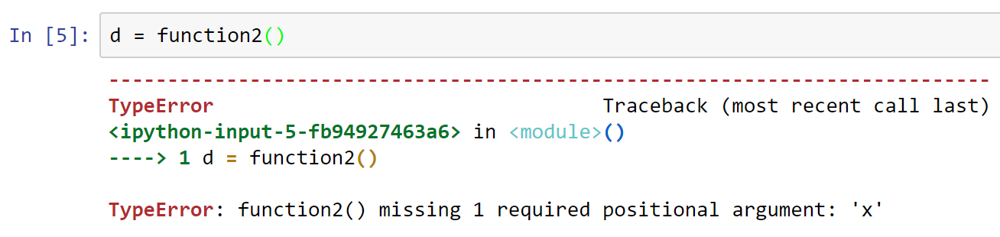 In [5]: d = function2()
---------------------------------------------------------------------------
TypeError                                 Traceback (most recent call last)
<ipython-input-5-fb94927463a6> in <module>()
----> 1 d = function2()
TypeError: function2() missing 1 required positional argument: 'x'